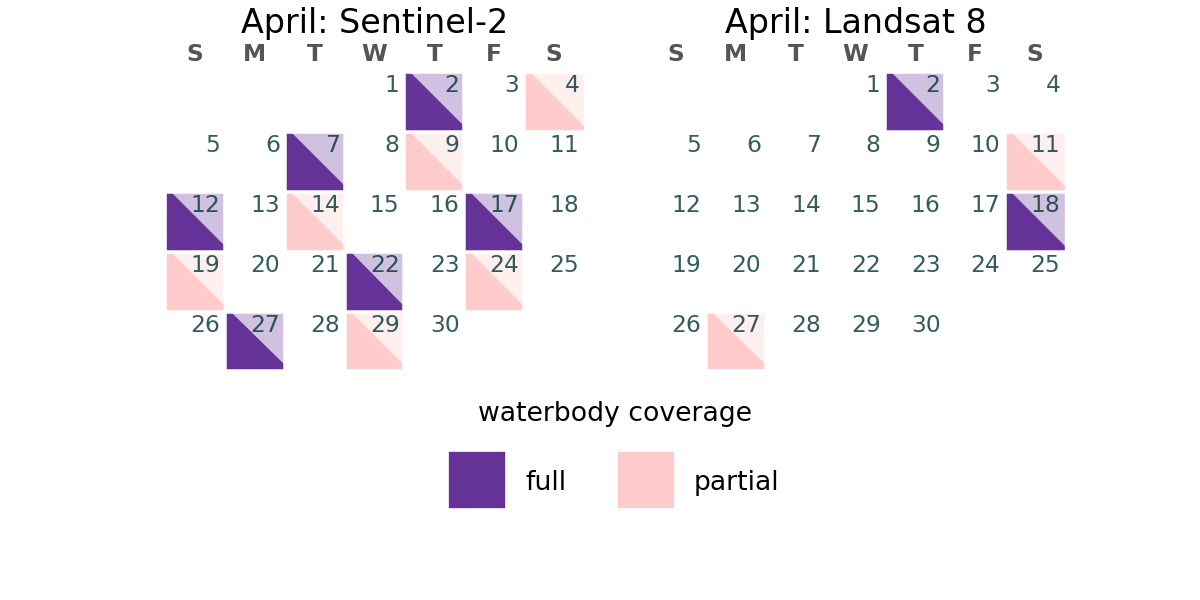 April: Sentinel-2
S M T W T F S
1 2 3 4
5 6 7 8 9 10 11
12 13 14 15 16 17 18
19 20 21 22 23 24 25
26 27 28 29 30
April: Landsat 8
S M T W T F S
1 2 3 4
5 6 7 8 9 10 11
12 13 14 15 16 17 18
19 20 21 22 23 24 25
26 27 28 29 30
waterbody coverage
full partial